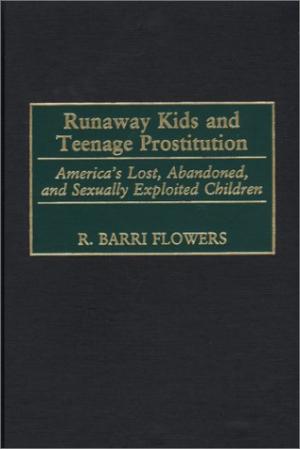 Runaway Kids and
Teenage Prostitution
America's Lost, Abandoned,
and Sexually Exploited Children
R. BARRI FLOWERS